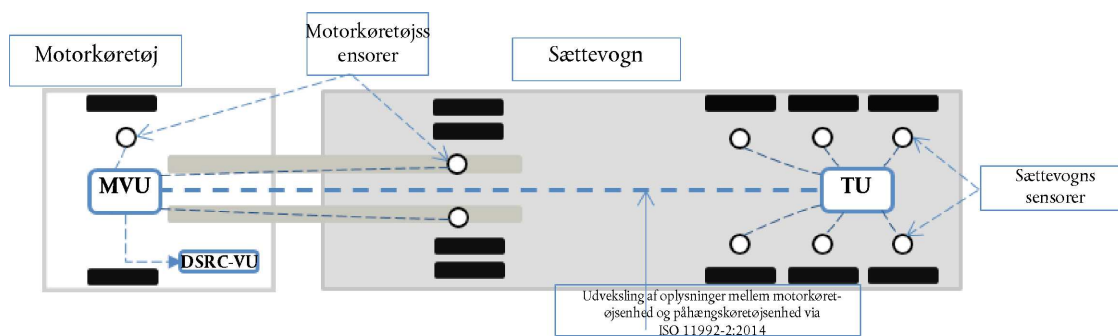 Motorkøretøj
Motorkøretøjss
ensorer
Sættevogn
MVU
TU
DSRC-VU
Sættevogns
sensorer
Udveksling af oplysninger mellem motorkøret-
øjsenhed og påhængskøretøjsenhed via
ISO 11992-2:2014